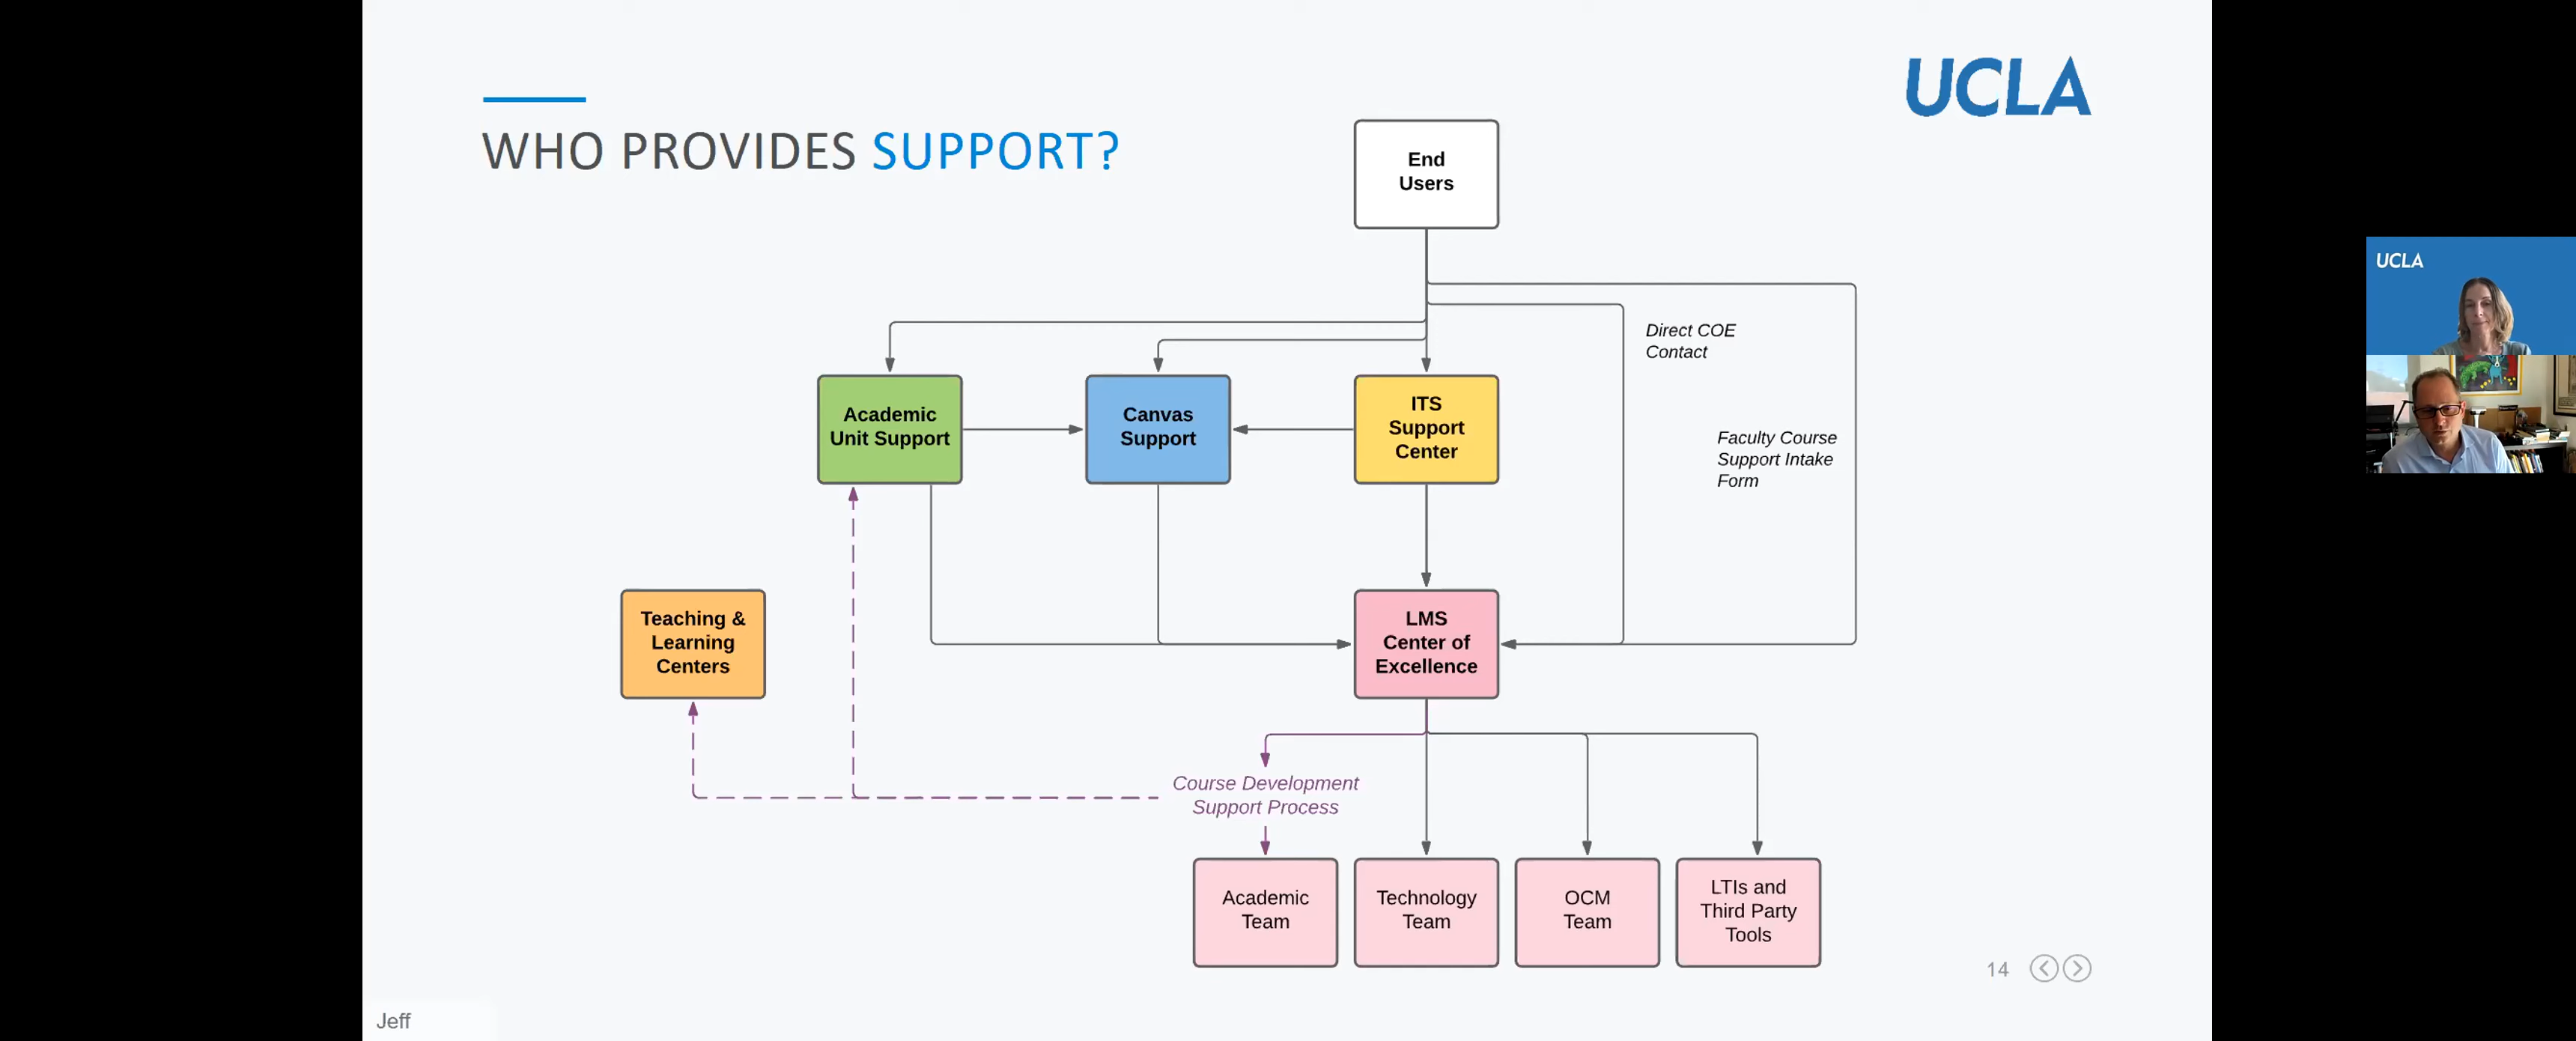 UCLA
WHO PROVIDES SUPPORT?
End
Users
Direct COE
Contact
Academic
Unit Support
Canvas
Support
ITS
Support
Center
Faculty Course
Support Intake
Form
Teaching &
Learning
Centers
LMS
Center of
Excellence
Course Development
Support Process
Academic
Team
Technology
Team
OCM
Team
LTIs and
Third Party
Tools
14
Jeff
UCLA